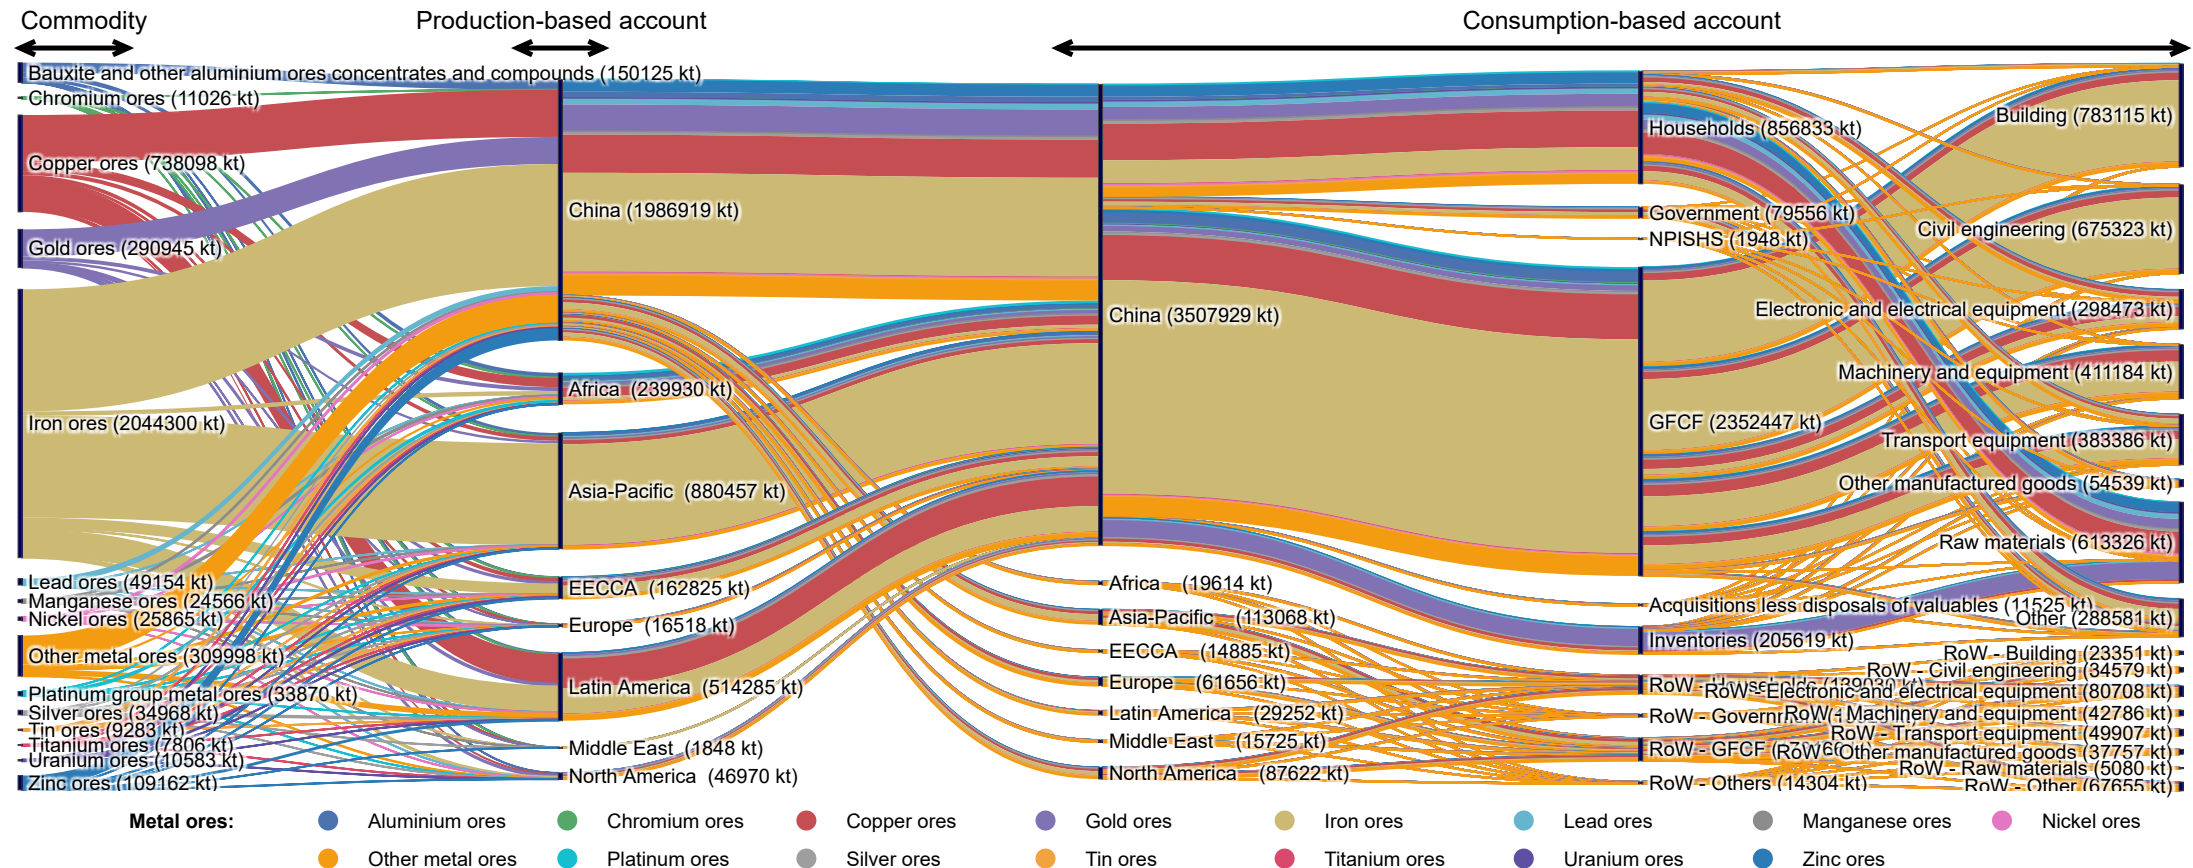 Commodity
Production-based account
Consumption-based account
Bauxite and other aluminium ores concentrates and compounds (150125 kt)
Chromium ores (11026 kt)
Copper ores (738098 kt)
Gold ores (290945 kt)
Iron ores (2044300 kt)
Lead ores (49154 kt)
Manganese ores (24566 kt)
Nickel ores (25865 kt)
Other metal ores (309998 kt)
Platinum group metal ores (33870 kt)
Silver ores (34968 kt)
Tin ores (9283 kt)
Titanium ores (7806 kt)
Uranium ores (10583 kt)
Zinc ores (109162 kt)
China (1986919 kt)
Africa (239930 kt)
Asia-Pacific (880457 kt)
EECCA (162825 kt)
Europe (16518 kt)
Latin America (514285 kt)
Middle East (1848 kt)
North America (46970 kt)
China (3507929 kt)
Africa (19614 kt)
Asia-Pacific (113068 kt)
EECCA (14885 kt)
Europe (61656 kt)
Latin America (29252 kt)
Middle East (15725 kt)
North America (87622 kt)
Households (856833 kt)
Government (79556 kt)
NPISHS (1948 kt)
GFCF (2352447 kt)
Acquisitions less disposals of valuables (11525 kt)
Inventories (205619 kt)
RoW -
RoW -
RoW - GFCF
RoW - Others (14304 kt)
Building (783115 kt)
Civil engineering (675323 kt)
Electronic and electrical equipment (298473 kt)
Machinery and equipment (411184 kt)
Transport equipment (383386 kt)
Other manufactured goods (54539 kt)
Raw materials (613326 kt)
Other (288581 kt)
RoW - Building (23351 kt)
RoW - Civil engineering (34579 kt)
RoW - Electronic and electrical equipment (80708 kt)
RoW - Machinery and equipment (42786 kt)
RoW - Transport equipment (49907 kt)
RoW - Other manufactured goods (37757 kt)
RoW - Raw materials (5080 kt)
RoW - Other (67655 kt)
Metal ores:
Aluminium ores
Chromium ores
Copper ores
Gold ores
Iron ores
Lead ores
Manganese ores
Nickel ores
Other metal ores
Platinum ores
Silver ores
Tin ores
Titanium ores
Uranium ores
Zinc ores